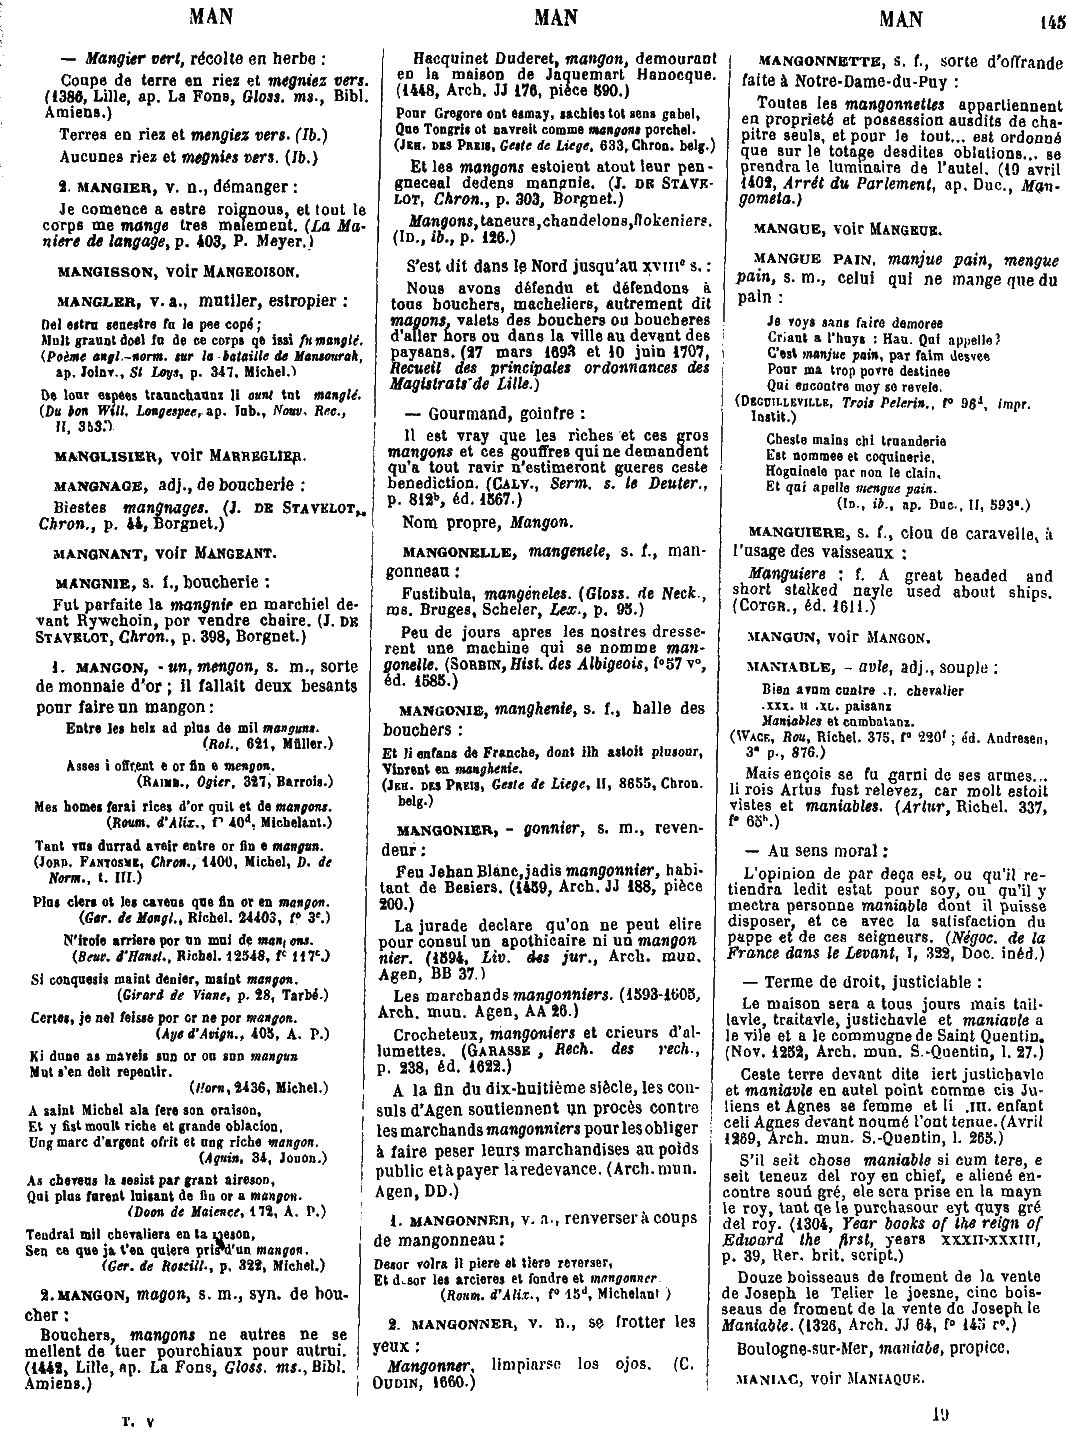 MAN
MAN
MAN
145
— Mangier vert, récolte en herbe :
Coupe de terre en riez et megniez vers.
(1386, Lille, ap. La Fons, Gloss. ms., Bibl.
Amiens.)
Terres en riez et mengiez vers. (Ib.)
Aucunes riez et megnies vers. (Ib.)
2. MANGIER, v. n., démanger :
Je comence a estre roignous, et tout le
corps me mange tres malement. (La Ma-
niere de langage, p. 403, P. Meyer.)
MANGISSON, voir MANGEOISON.
MANGLER, v. a., mutiler, estropier :
Del estru senestre fu le pee copé ;
Mult graunt doel fu de ce corps qe issi fu manglé.
(Poème angl.-norm. sur la bataille de Mansourah,
ap. Joinv., St Loys, p. 347, Michel.)
De lour espees traunchaunz li ount tut manglé.
(Du bon Will. Longespee, ap. Jub., Nouv. Rec.,
II, 353.)
MANGLISIER, voir MARREGLIER.
MANGNAGE, adj., de boucherie :
Biestes mangnages. (J. DE STAVELOT,
Chron., p. 44, Borgnet.)
MANGNANT, voir MANGEANT.
MANGNIE, s. f., boucherie :
Fut parfaite la mangnie en marchiel de-
vant Rywchoin, por vendre chaire. (J. DE
STAVELOT, Chron., p. 398, Borgnet.)
1. MANGON, - un, mengon, s. m., sorte
de monnaie d'or ; il fallait deux besants
pour faire un mangon :
Entre les helz ad plus de mil manguns.
(Rol., 621, Müller.)
Asses i offrent e or fin e mengon.
(RAIMB., Ogier, 327, Barrois.)
Mes homes ferai rices d'or quit et de mangons.
(Roum. d'Alix., f° 40d, Michelant.)
Tant vus durrad aveir entre or fin e mangun.
(JORD. FANTOSME, Chron., 1400, Michel, D. de
Norm., t. III.)
Plus clers ot les caveus que fin or en mangon.
(Ger. de Mongl., Richel. 24403, f° 3c.)
N'iroie arriere por un mui de mangons.
(Beuv. d'Hanst., Richel. 12548, f° 117c.)
Si conquesis maint denier, maint mangon.
(Girard de Viane, p. 28, Tarbé.)
Certes, je nel feisse por or ne por mangon.
(Aye d'Avign., 405, A. P.)
Ki dune as maveis sun or ou sun mangun
Mut s'en deit repentir.
(Horn, 2436, Michel.)
A saint Michel ala fere son oraison,
Et y fist moult riche et grande oblacion,
Ung marc d'argent ofrit et ung riche mangon.
(Aquin, 34, Jouon.)
As cheveus la sesist par grant aireson,
Qui plus furent luisant de fin or a mangon.
(Doon de Maience, 172, A. P.)
Tendrai mil chevaliers en ta meson,
Sen ce que ja t'en quiere pris d'un mangon.
(Ger. de Rossill., p. 322, Michel.)
2. MANGON, magon, s. m., syn. de bou-
cher :
Bouchers, mangons ne autres ne se
mellent de tuer pourchiaux pour autrui.
(1442, Lille, ap. La Fons, Gloss. ms., Bibl.
Amiens.)
Hacquinet Duderet, mangon, demourant
en la maison de Jaquemart Hanocque.
(1448, Arch. JJ 176, pièce 590.)
Pour Gregore ont esmay, sachies tot sens gabel,
Que Tongris ot navreit comme mangons porchel.
(JEH. DES PREIS, Geste de Liege, 633, Chron. belg.)
Et les mangons estoient atout leur pen-
gneceal dedens mangnie. (J. DE STAVE-
LOT, Chron., p. 303, Borgnet.)
Mangons, taneurs, chandelons, flokeniers.
(ID., ib., p. 126.)
S'est dit dans le Nord jusqu'au XVIIIe s. :
Nous avons défendu et défendons à
tous bouchers, macheliers, autrement dit
magons, valets des bouchers ou boucheres
d'aller hors ou dans la ville au devant des
paysans. (27 mars 1693 et 10 juin 1707,
Recueil des principales ordonnances des
Magistrats de Lille.)
— Gourmand, goinfre :
Il est vray que les riches et ces gros
mangons et ces gouffres qui ne demandent
qu'a tout ravir n'estimeront gueres ceste
benediction. (CALV., Serm. s. le Deuter.,
p. 812b, éd. 1567.)
Nom propre, Mangon.
MANGONELLE, mangenele, s. f., man-
gonneau :
Fustibula, mangéneles. (Gloss. de Neck.,
ms. Bruges, Scheler, Lex., p. 95.)
Peu de jours apres les nostres dresse-
rent une machine qui se nomme man-
gonelle. (SORBIN, Hist. des Albigeois, f° 57 v°,
éd. 1585.)
MANGONIE, manghenie, s. f., halle des
bouchers :
Et li enfans de Franche, dont ilh astoit plusour,
Vinrent en manghenie.
(JEH. DES PREIS, Geste de Liege, II, 8655, Chron.
belg.)
MANGONIER, - gonnier, s. m., reven-
deur :
Feu Jehan Blanc, jadis mangonnier, habi-
tant de Besiers. (1459, Arch. JJ 188, pièce
200.)
La jurade declare qu'on ne peut elire
pour consul un apothicaire ni un mangon
nier. (1594, Liv. des jur., Arch. mun.
Agen, BB 37.)
Les marchands mangonniers. (1593-1605,
Arch. mun. Agen, AA 26.)
Crocheteux, mangoniers et crieurs d'al-
lumettes. (GARASSE, Rech. des rech.,
p. 238, éd. 1622.)
A la fin du dix-huitième siècle, les con-
suls d'Agen soutiennent un procès contre
les marchands mangonniers pour les obliger
à faire peser leurs marchandises au poids
public et à payer la redevance. (Arch. mun.
Agen, DD.)
1. MANGONNER, v. a., renverser à coups
de mangonneau :
Desor voira il piere et tiere reverser,
Et desor les arcieres et fondre et mangonner
(Roum. d'Alix., f° 15d, Michelant)
2. MANGONNER, v. n., se frotter les
yeux :
Mangonner, limpiarse los ojos. (C.
OUDIN, 1660.)
MANGONNETTE, s. f., sorte d'offrande
faite à Notre-Dame-du-Puy :
Toutes les mangonnettes appartiennent
en proprieté et possession ausdits de cha-
pitre seuls, et pour le tout... est ordonné
que sur le totage desdites oblations... se
prendra le luminaire de l'autel. (19 avril
1402, Arrêt du Parlement, ap. Duc., Man-
gometa.)
MANGUE, voir MANGEUR.
MANGUE PAIN, manjue pain, mengue
pain, s. m., celui qui ne mange que du
pain :
Je voys sans faire demoree
Criant a l'huys : Hau. Qui appelle ?
C'est manjue pain, par faim desvee
Pour ma trop povre destinee
Qui encontre moy se revele.
(DEGUILLEVILLE, Trois Pelerin., f° 96d, impr.
Instit.)
Cheste mains chi truanderie
Est nommee et coquinerie,
Hoguinele par non le clain,
Et qui apelle mengue pain.
(ID., ib., ap. Duc., II, 593a.)
MANGUIERE, s. f., clou de caravelle, à
l'usage des vaisseaux :
Manguiere : f. A great headed and
short stalked nayle used about ships.
(COTGR., éd. 1611.)
MANGUN, voir MANGON.
MANIABLE, - avle, adj., souple :
Bien avum cuntre .I. chevalier
.XXX. u .XL. paisanz
Maniables et cumbatanz.
(WACE, Rou, Richel. 375, f° 220f ; éd. Andresen,
3e p., 876.)
Mais ençois se fu garni de ses armes...
li rois Artus fust relevez, car molt estoit
vistes et maniables. (Artur, Richel. 337,
f° 65b.)
— Au sens moral :
L'opinion de par deça est, ou qu'il re-
tiendra ledit estat pour soy, ou qu'il y
mectra personne maniable dont il puisse
disposer, et ce avec la satisfaction du
pappe et de ces seigneurs. (Négoc. de la
France dans le Levant, I, 322, Doc. inéd.)
— Terme de droit, justiciable :
Le maison sera a tous jours mais tail-
lavle, traitavle, justichavle et maniavle a
le vile et a le commugne de Saint Quentin.
(Nov. 1252, Arch. mun. S.-Quentin, l. 27.)
Ceste terre devant dite iert justichavle
et maniavle en autel point comme cis Ju-
liens et Agnes se femme et li .III. enfant
celi Agnes devant noumé l'ont tenue. (Avril
1269, Arch. mun. S.-Quentin, l. 265.)
S'il seit chose maniable si cum tere, e
seit teneuz del roy en chief, e aliené en-
contre soun gré, ele sera prise en la mayn
le roy, tant qe le purchasour eyt quys gré
del roy. (1304, Year books of the reign of
Edward the first, years XXXII-XXXIII,
p. 39, Rer. brit. script.)
Douze boisseaus de froment de la vente
de Joseph le Telier le joesne, cinc bois-
seaus de froment de la vente de Joseph le
Maniable. (1326, Arch. JJ 64, f° 145 r°.)
Boulogne-sur-Mer, maniabe, propice.
MANIAC, voir MANIAQUE.
T. V
19